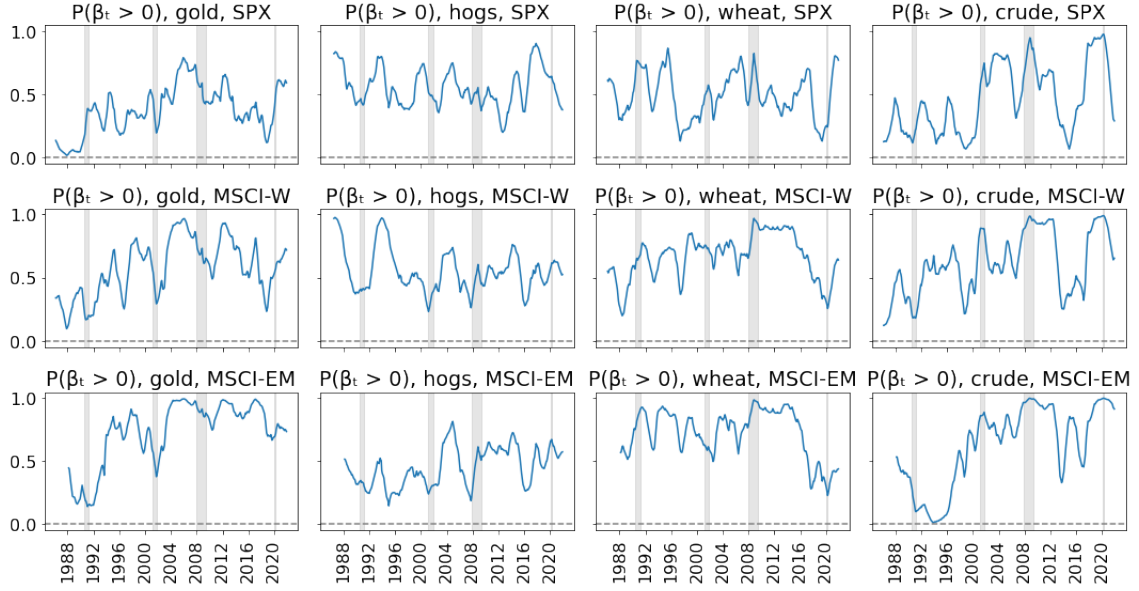 P(βₜ > 0), gold, SPX
P(βₜ > 0), hogs, SPX
P(βₜ > 0), wheat, SPX
P(βₜ > 0), crude, SPX
1.0
0.5
0.0
P(βₜ > 0), gold, MSCI-W
P(βₜ > 0), hogs, MSCI-W
P(βₜ > 0), wheat, MSCI-W
P(βₜ > 0), crude, MSCI-W
1.0
0.5
0.0
P(βₜ > 0), gold, MSCI-EM
P(βₜ > 0), hogs, MSCI-EM
P(βₜ > 0), wheat, MSCI-EM
P(βₜ > 0), crude, MSCI-EM
1.0
0.5
0.0
1988 1992 1996 2000 2004 2008 2012 2016 2020
1988 1992 1996 2000 2004 2008 2012 2016 2020
1988 1992 1996 2000 2004 2008 2012 2016 2020
1988 1992 1996 2000 2004 2008 2012 2016 2020